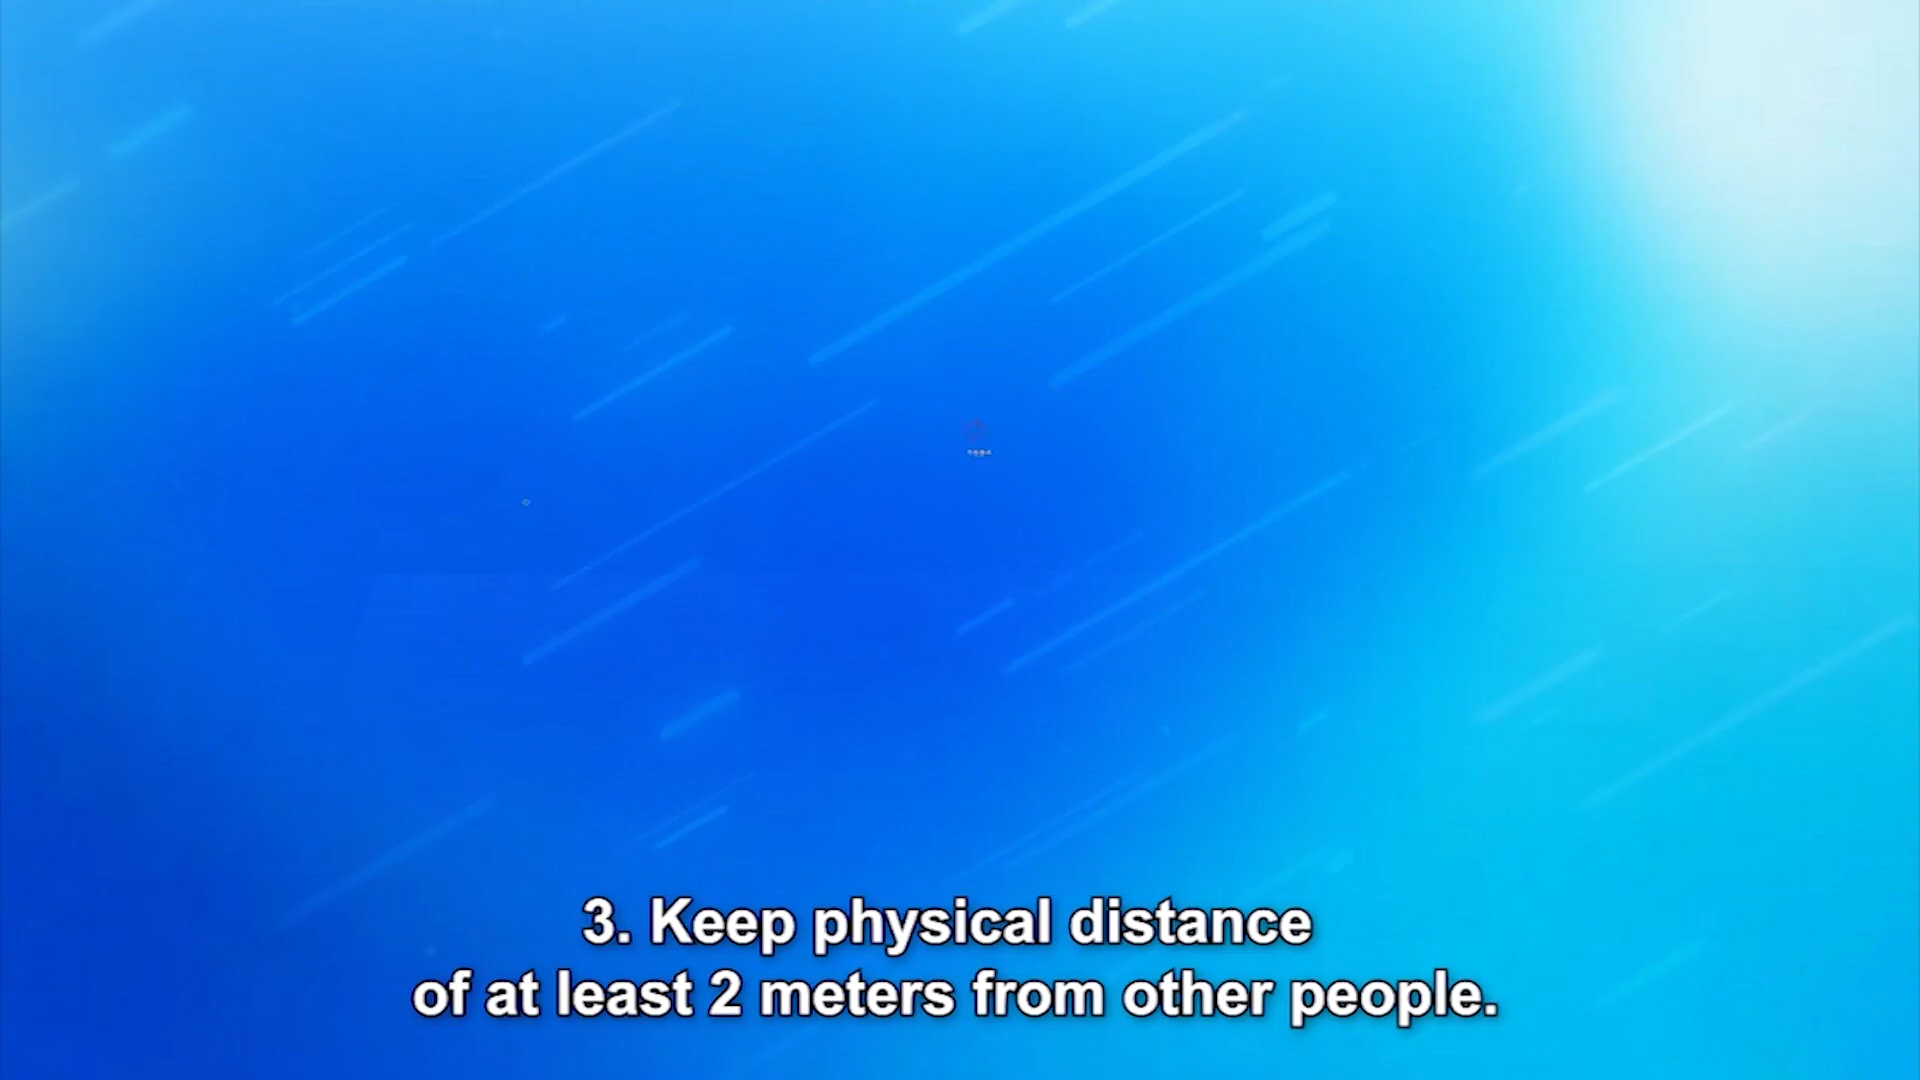 3. Keep physical distance
of at least 2 meters from other people.